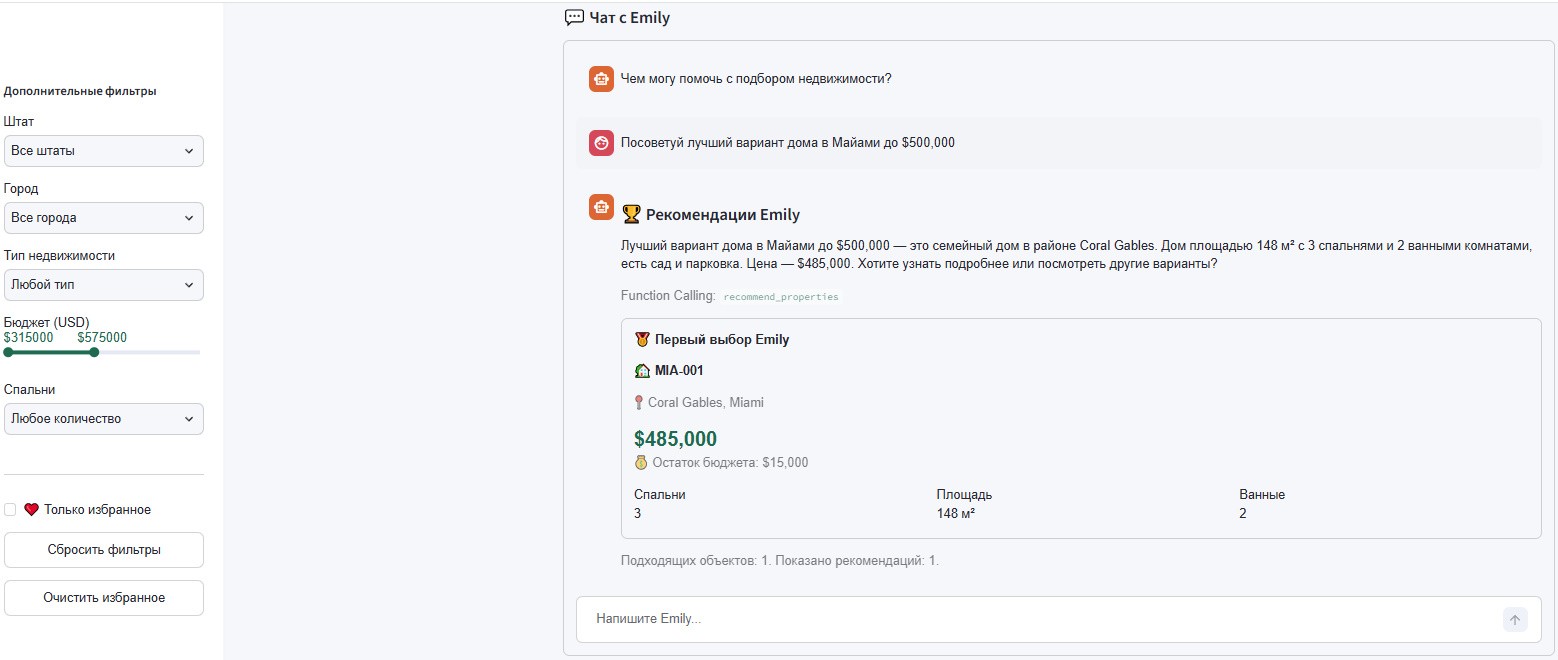 Дополнительные фильтры
Штат
Все штаты
Город
Все города
Тип недвижимости
Любой тип
Бюджет (USD)
$315000 $575000
Спальни
Любое количество
Только избранное
Сбросить фильтры
Очистить избранное
Чат с Emily
Чем могу помочь с подбором недвижимости?
Посоветуй лучший вариант дома в Майами до $500,000
Рекомендации Emily
Лучший вариант дома в Майами до $500,000 — это семейный дом в районе Coral Gables. Дом площадью 148 м² с 3 спальнями и 2 ванными комнатами,
есть сад и парковка. Цена — $485,000. Хотите узнать подробнее или посмотреть другие варианты?
Function Calling: recommend_properties
Первый выбор Emily
MIA-001
Coral Gables, Miami
$485,000
Остаток бюджета: $15,000
Спальни Площадь Ванные
3 148 м² 2
Подходящих объектов: 1. Показано рекомендаций: 1.
Напишите Emily...